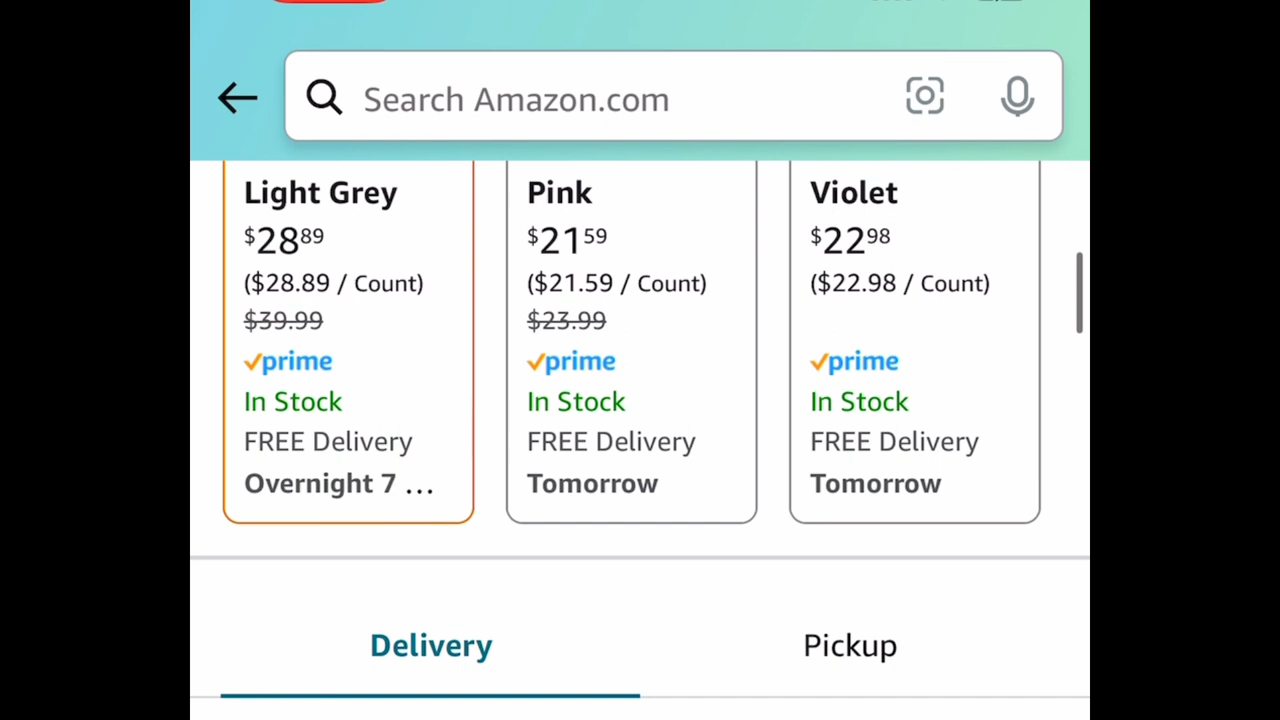 Search Amazon.com
Light Grey
$28.89
($28.89 / Count)
$39.99
prime
In Stock
FREE Delivery
Overnight 7 ...
Pink
$21.59
($21.59 / Count)
$23.99
prime
In Stock
FREE Delivery
Tomorrow
Violet
$22.98
($22.98 / Count)
prime
In Stock
FREE Delivery
Tomorrow
Delivery
Pickup